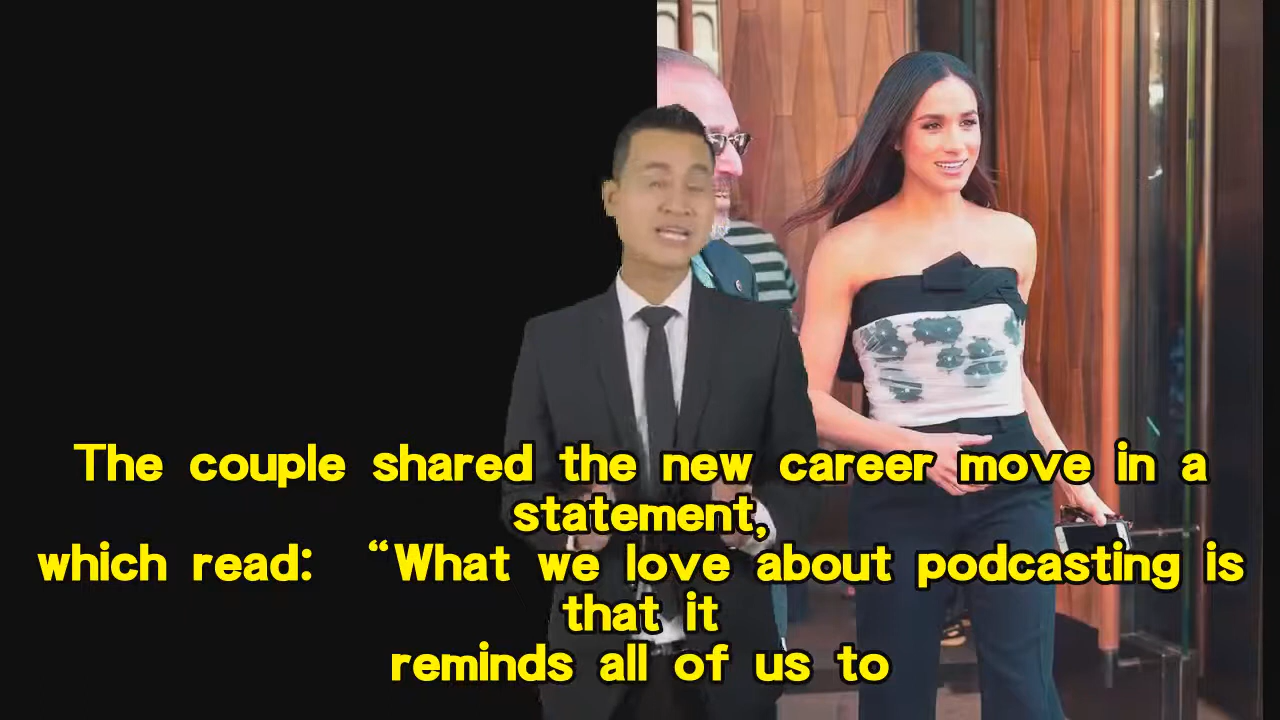 The couple shared the new career move in a
statement,
which read: “What we love about podcasting is
that it
reminds all of us to